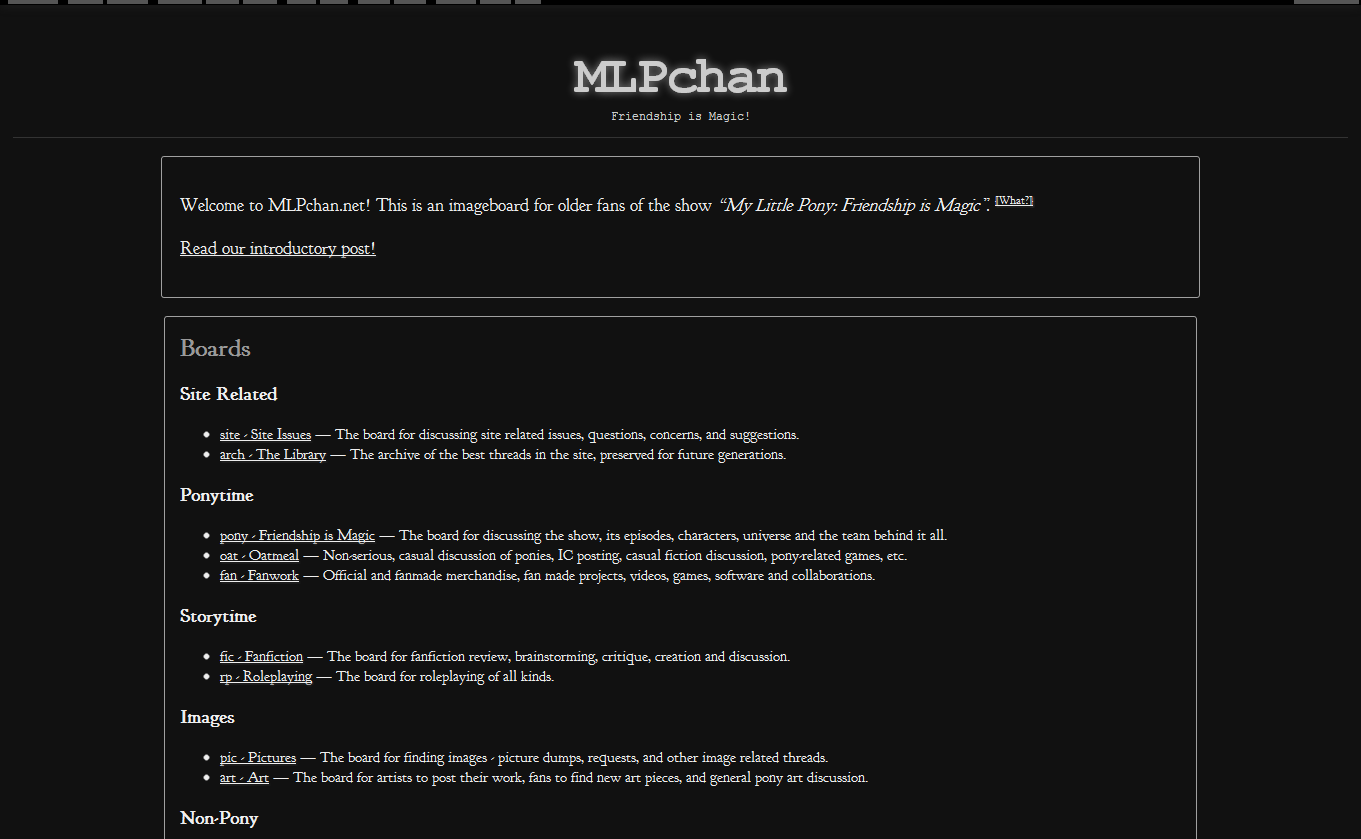 MLPchan
Friendship is Magic!
Welcome to MLPchan.net! This is an imageboard for older fans of the show “My Little Pony: Friendship is Magic”. [What?]
Read our introductory post!
Boards
Site Related
site - Site Issues — The board for discussing site related issues, questions, concerns, and suggestions.
arch - The Library — The archive of the best threads in the site, preserved for future generations.
Ponytime
pony - Friendship is Magic — The board for discussing the show, its episodes, characters, universe and the team behind it all.
oat - Oatmeal — Non-serious, casual discussion of ponies, IC posting, casual fiction discussion, pony-related games, etc.
fan - Fanwork — Official and fanmade merchandise, fan made projects, videos, games, software and collaborations.
Storytime
fic - Fanfiction — The board for fanfiction review, brainstorming, critique, creation and discussion.
rp - Roleplaying — The board for roleplaying of all kinds.
Images
pic - Pictures — The board for finding images - picture dumps, requests, and other image related threads.
art - Art — The board for artists to post their work, fans to find new art pieces, and general pony art discussion.
Non-Pony